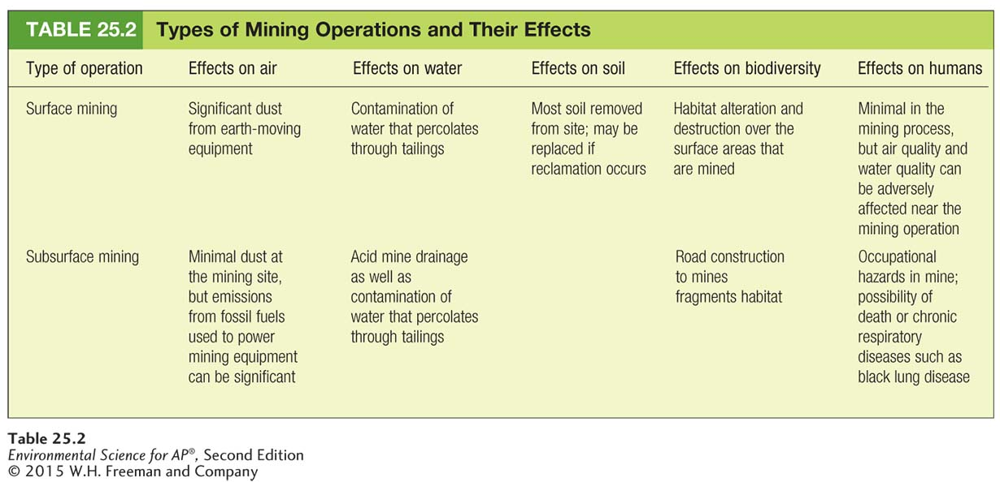 TABLE 25.2 Types of Mining Operations and Their Effects
Type of operation Effects on air Effects on water Effects on soil Effects on biodiversity Effects on humans
Surface mining
Significant dust
from earth-moving
equipment
Contamination of
water that percolates
through tailings
Most soil removed
from site; may be
replaced if
reclamation occurs
Habitat alteration and
destruction over the
surface areas that
are mined
Minimal in the
mining process,
but air quality and
water quality can
be adversely
affected near the
mining operation
Subsurface mining
Minimal dust at
the mining site,
but emissions
from fossil fuels
used to power
mining equipment
can be significant
Acid mine drainage
as well as
contamination of
water that percolates
through tailings
Road construction
to mines
fragments habitat
Occupational
hazards in mine;
possibility of
death or chronic
respiratory
diseases such as
black lung disease
Table 25.2
Environmental Science for AP®, Second Edition
© 2015 W.H. Freeman and Company